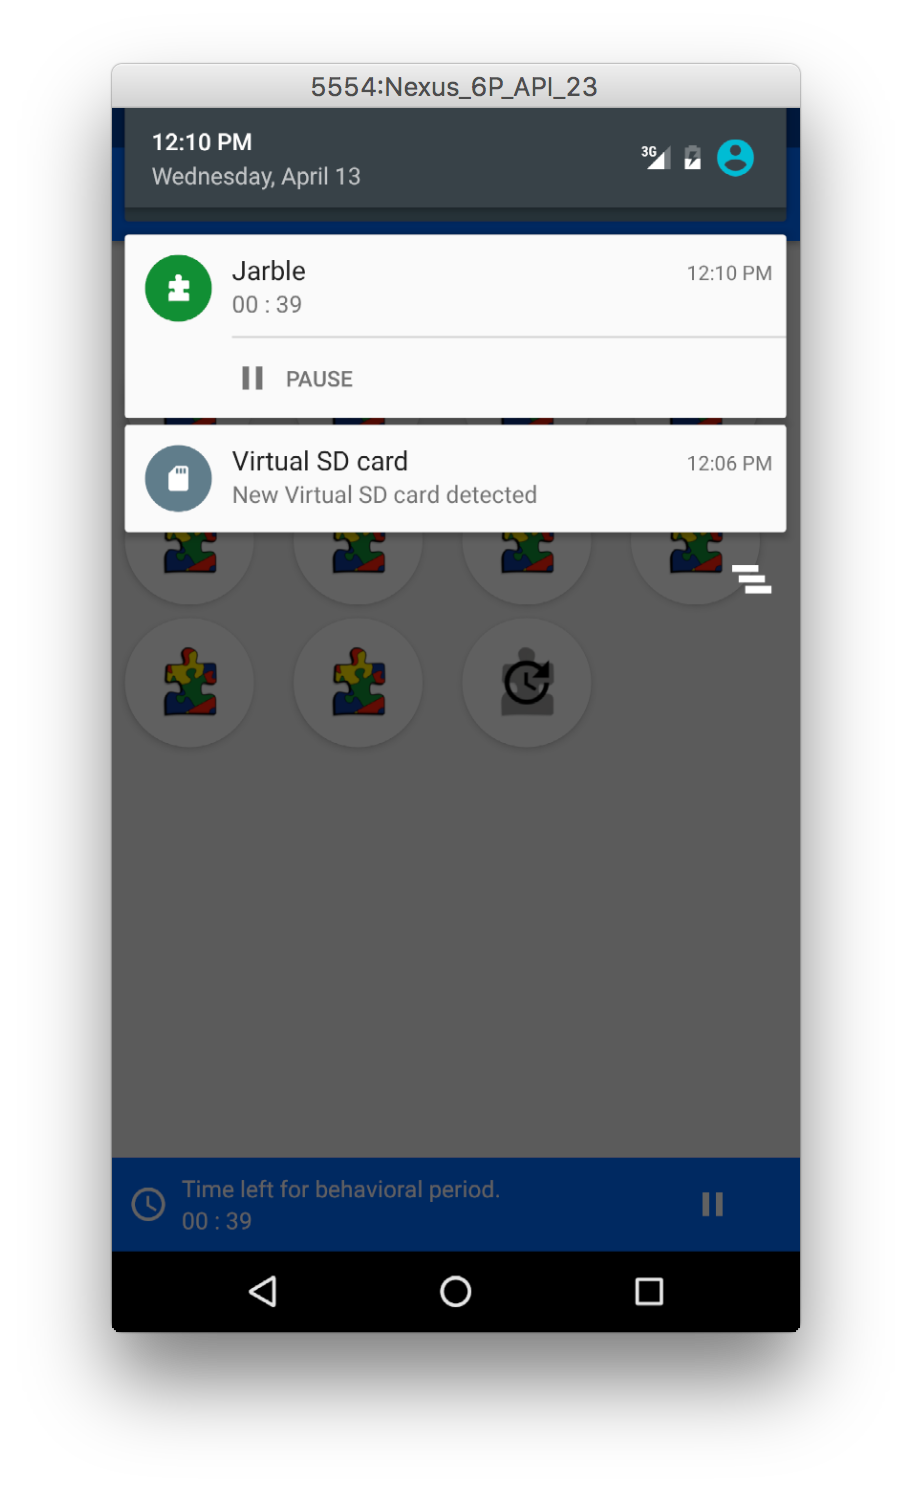 5554:Nexus_6P_API_23
12:10 PM
Wednesday, April 13
3G
Jarble
12:10 PM
00 : 39
PAUSE
Virtual SD card
12:06 PM
New Virtual SD card detected
Time left for behavioral period.
00 : 39